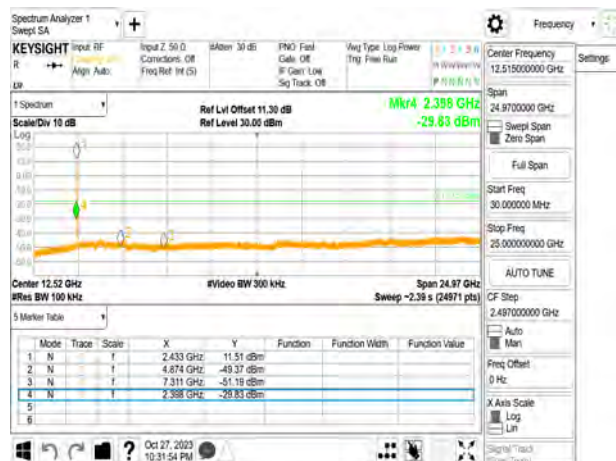 Spectrum Analyzer 1
Swept SA
+
Frequency
KEYSIGHT
R
Input: RF
Align: Auto
Input Z: 50 Ω
Corrections: Off
Freq Ref: Int (S)
#Atten: 30 dB
PNO: Fast
Gate: Off
IF Gain: Low
Sig Track: Off
Avg Type: Log-Power
Trig: Free Run
Center Frequency
12.515000000 GHz
Settings
Span
24.9700000 GHz
Swept Span
Zero Span
Full Span
Start Freq
30.000000 MHz
Stop Freq
25.000000000 GHz
AUTO TUNE
CF Step
2.497000000 GHz
Auto
Man
Freq Offset
0 Hz
X Axis Scale
Log
Lin
Signal Track
1 Spectrum
Scale/Div 10 dB
Log
Ref Lvl Offset 11.30 dB
Ref Level 30.00 dBm
Mkr4 2.398 GHz
-29.83 dBm
Center 12.52 GHz
#Res BW 100 kHz
#Video BW 300 kHz
Span 24.97 GHz
Sweep ~2.39 s (24971 pts)
5 Marker Table
Mode Trace Scale X Y Function Function Width Function Value
1 N f 2.433 GHz 11.51 dBm
2 N f 4.874 GHz -49.37 dBm
3 N f 7.311 GHz -51.19 dBm
4 N f 2.398 GHz -29.83 dBm
5
6
Oct 27, 2023
10:31:54 PM